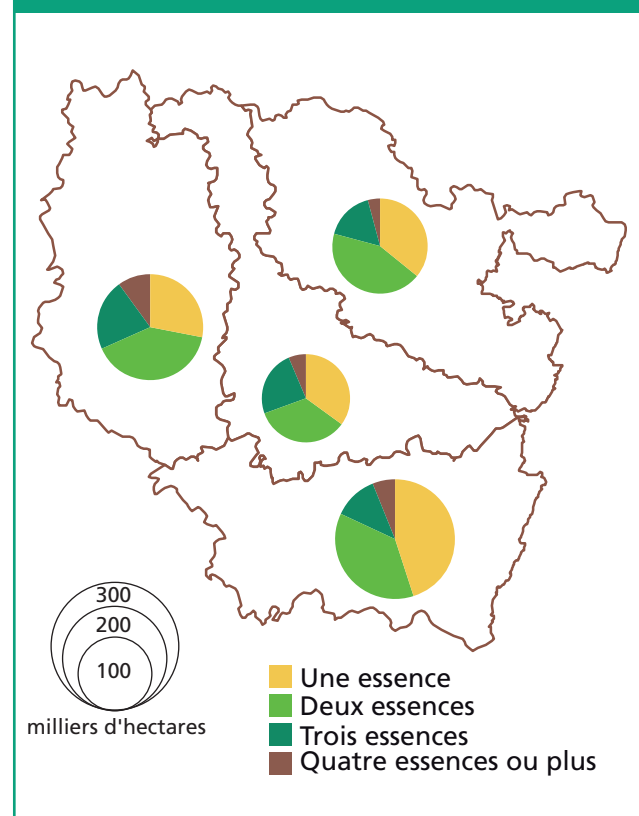 300
200
100
milliers d'hectares
Une essence
Deux essences
Trois essences
Quatre essences ou plus